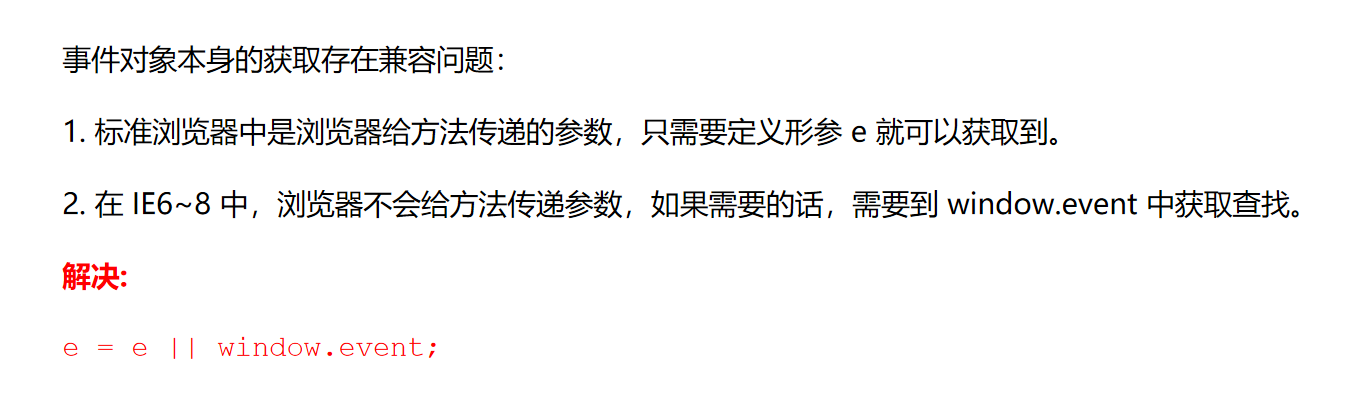 事件对象本身的获取存在兼容问题：
1. 标准浏览器中是浏览器给方法传递的参数，只需要定义形参 e 就可以获取到。
2. 在 IE6~8 中，浏览器不会给方法传递参数，如果需要的话，需要到 window.event 中获取查找。
解决:
e = e || window.event;